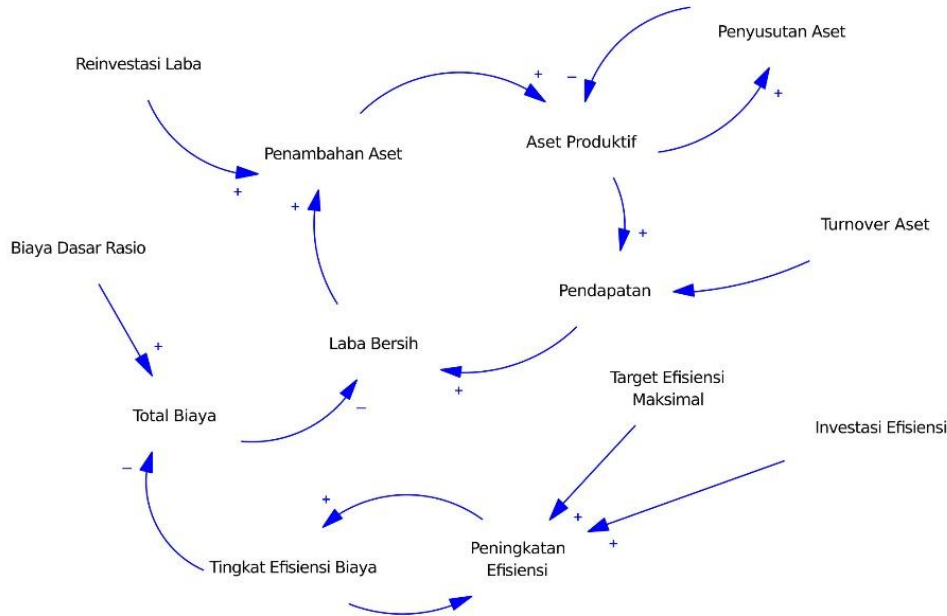 Penyusutan Aset
Reinvestasi Laba
+
−
+
Penambahan Aset
Aset Produktif
+
+
Biaya Dasar Rasio
Turnover Aset
+
Pendapatan
Laba Bersih
+
Target Efisiensi
Maksimal
+
Total Biaya
−
Investasi Efisiensi
−
+
+
+
Peningkatan
Efisiensi
Tingkat Efisiensi Biaya